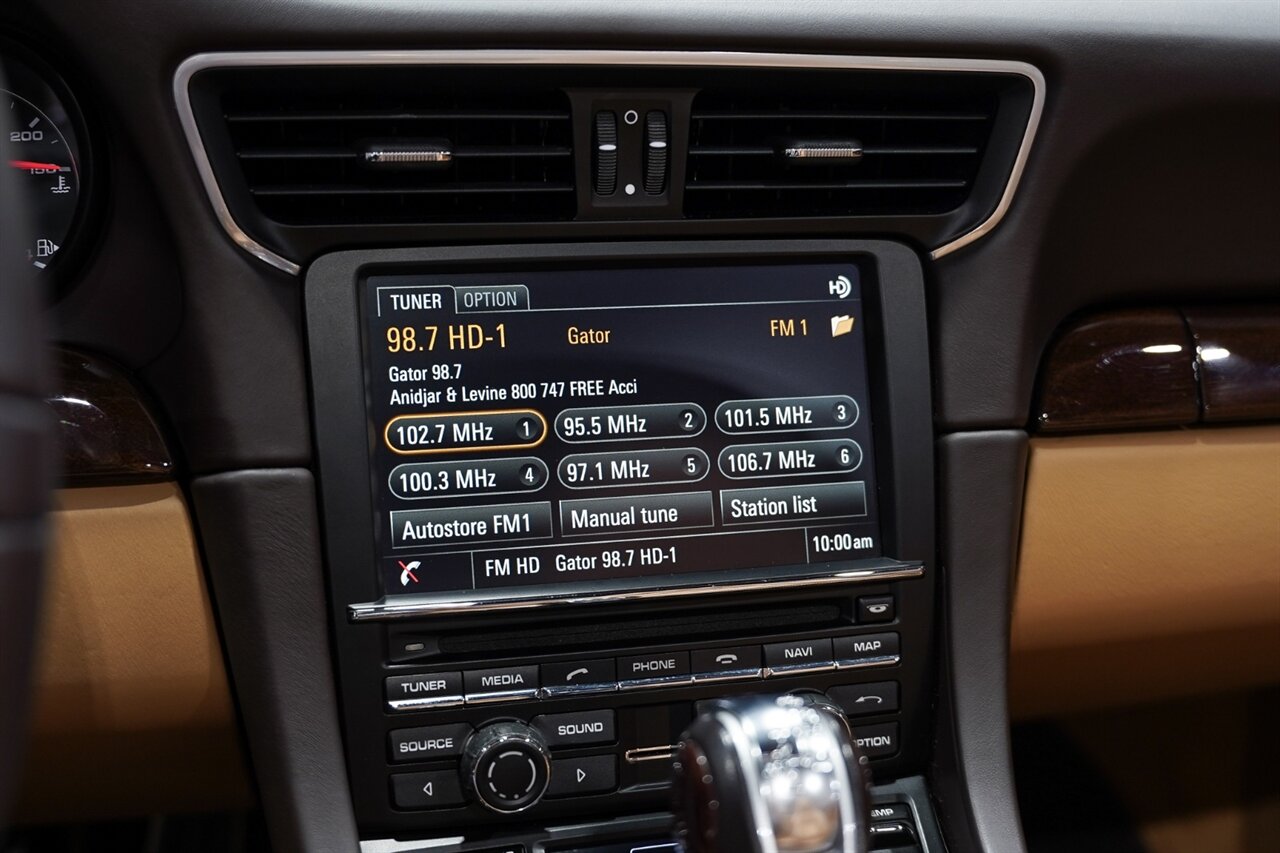 200
150
TUNER OPTION HD
98.7 HD-1 Gator FM 1
Gator 98.7
Anidjar & Levine 800 747 FREE Acci
102.7 MHz 1 95.5 MHz 2 101.5 MHz 3
100.3 MHz 4 97.1 MHz 5 106.7 MHz 6
Autostore FM1 Manual tune Station list
FM HD Gator 98.7 HD-1 10:00am
TUNER MEDIA PHONE NAVI MAP
SOURCE SOUND